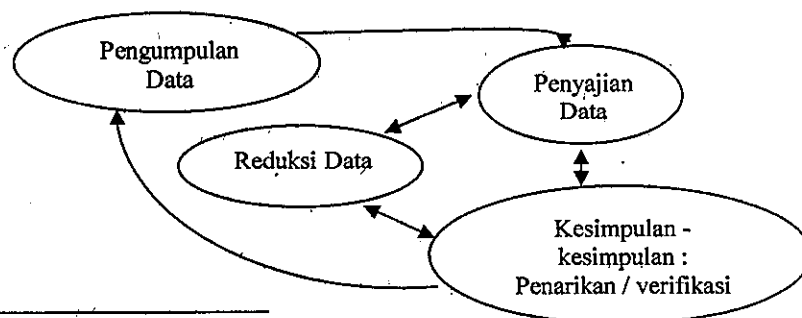 Pengumpulan
Data
Penyajian
Data
Reduksi Data
Kesimpulan -
kesimpulan :
Penarikan / verifikasi